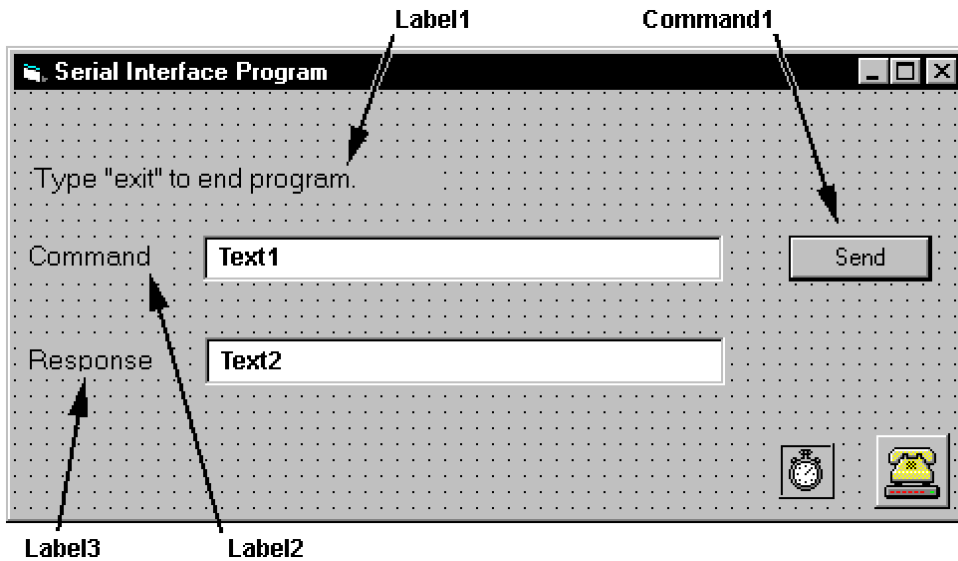 Label1 Command1
Serial Interface Program
Type "exit" to end program.
Command Text1 Send
Response Text2
Label3 Label2